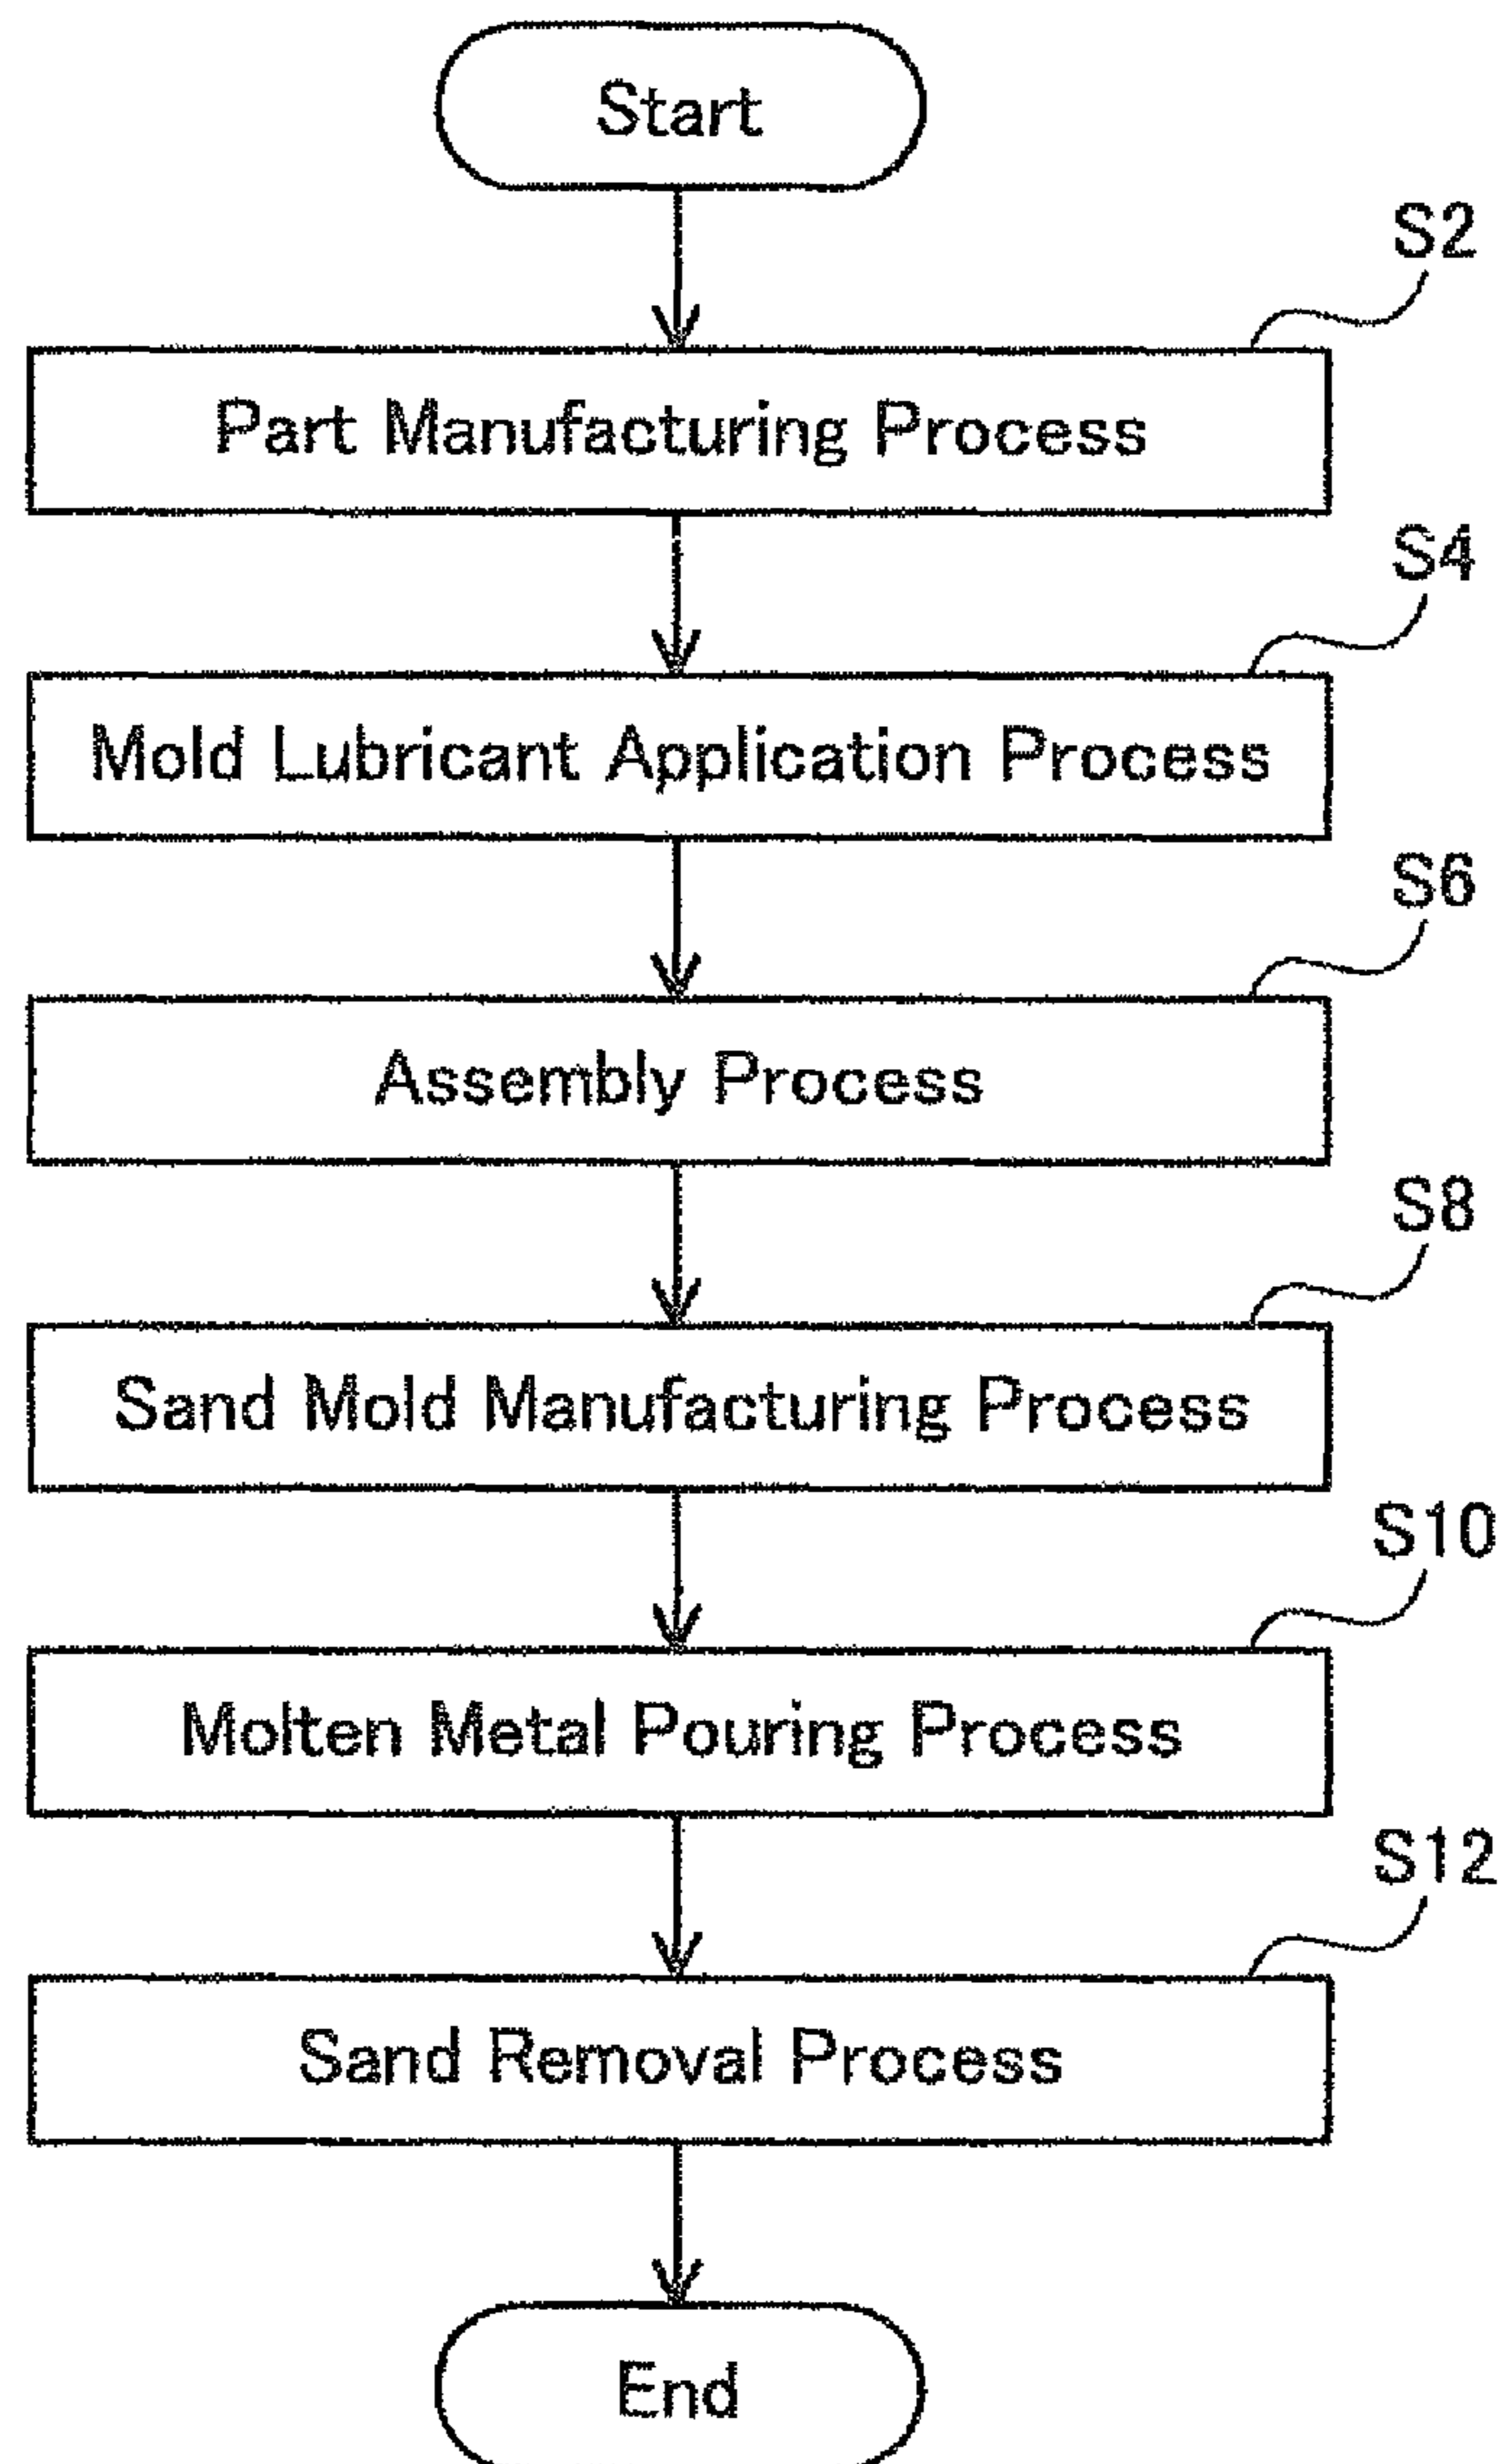 Start
S2
Part Manufacturing Process
S4
Mold Lubricant Application Process
S6
Assembly Process
S8
Sand Mold Manufacturing Process
S10
Molten Metal Pouring Process
S12
Sand Removal Process
End